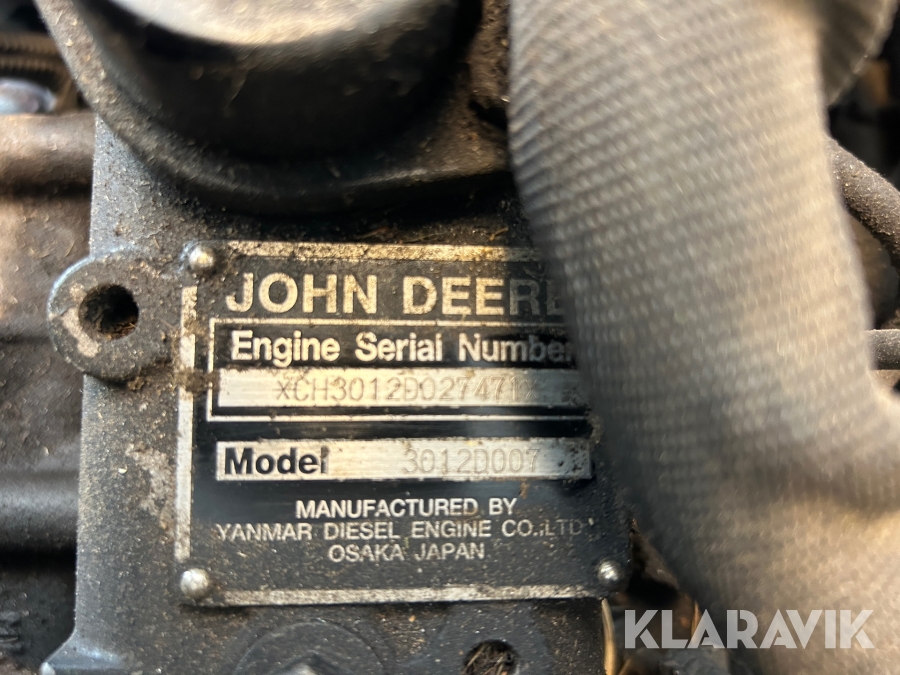 JOHN DEERE
Engine Serial Number
XCH3012D027471
Model 3012D007
MANUFACTURED BY
YANMAR DIESEL ENGINE CO.,LTD
OSAKA JAPAN
KLARAVIK